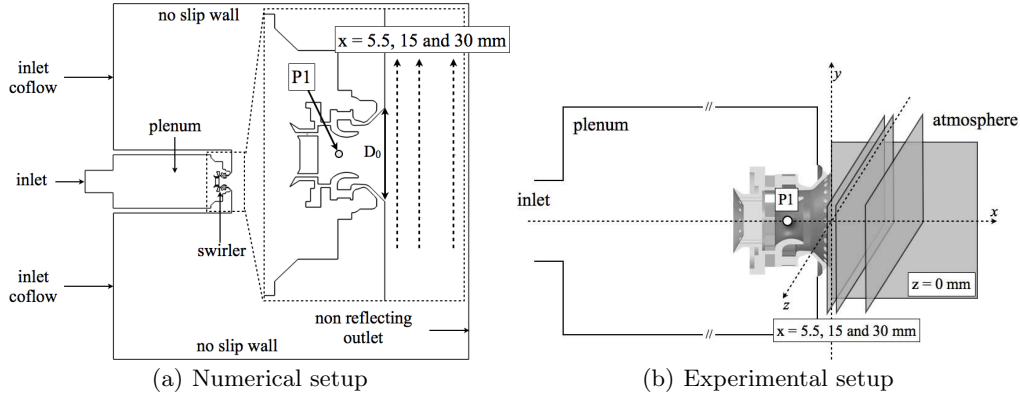 no slip wall
inlet
coflow
x = 5.5, 15 and 30 mm
P1
plenum
D0
inlet
swirler
inlet
coflow
non reflecting
outlet
no slip wall
(a) Numerical setup
y
plenum
//
atmosphere
inlet
P1
x
z
z = 0 mm
//
x = 5.5, 15 and 30 mm
(b) Experimental setup